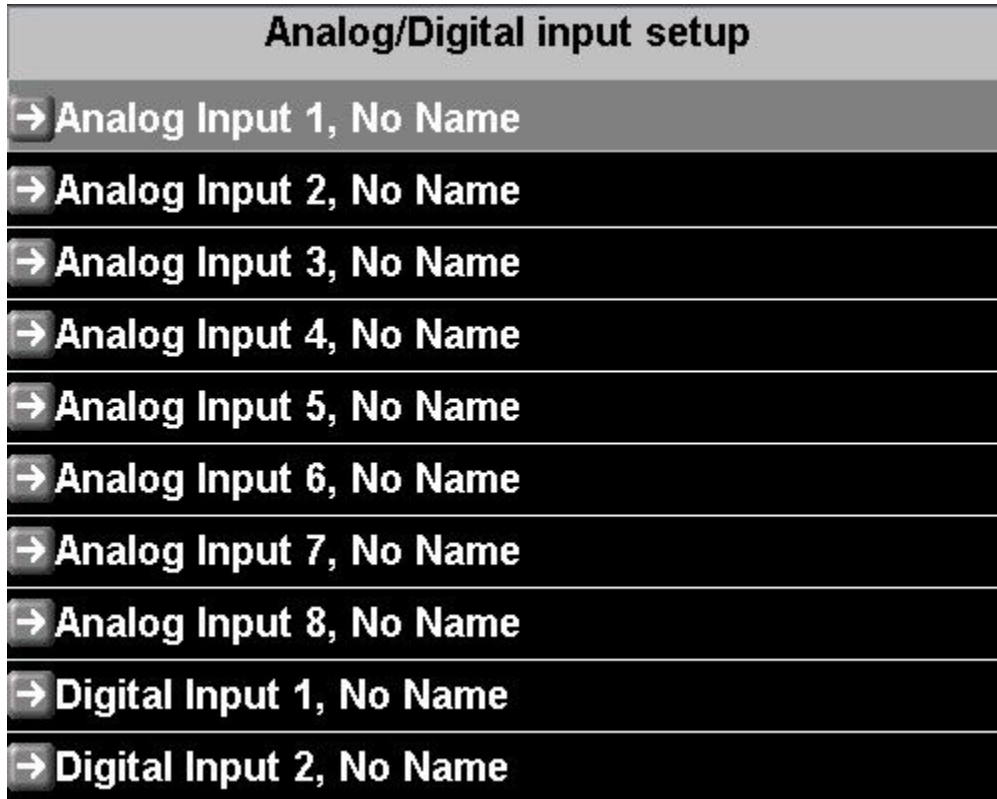 Analog/Digital input setup
Analog Input 1, No Name
Analog Input 2, No Name
Analog Input 3, No Name
Analog Input 4, No Name
Analog Input 5, No Name
Analog Input 6, No Name
Analog Input 7, No Name
Analog Input 8, No Name
Digital Input 1, No Name
Digital Input 2, No Name